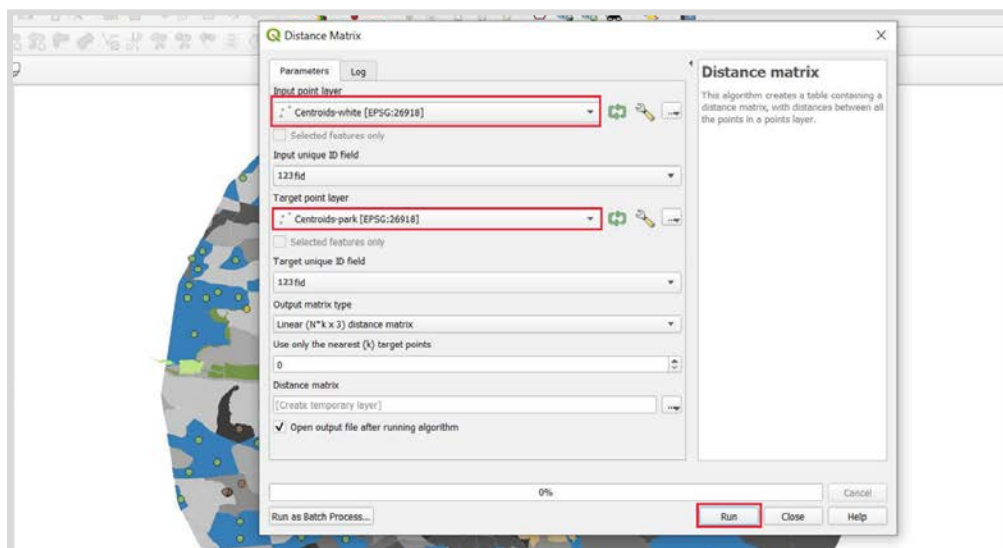 Distance Matrix
Parameters Log
Distance matrix
Input point layer
This algorithm creates a table containing a
distance matrix, with distances between all
the points in a points layer.
Centroids-white [EPSG:26918]
Selected features only
Input unique ID field
123 fid
Target point layer
Centroids-park [EPSG:26918]
Selected features only
Target unique ID field
123 fid
Output matrix type
Linear (N*k x 3) distance matrix
Use only the nearest (k) target points
0
Distance matrix
[Create temporary layer]
Open output file after running algorithm
0%
Cancel
Run as Batch Process...
Run Close Help